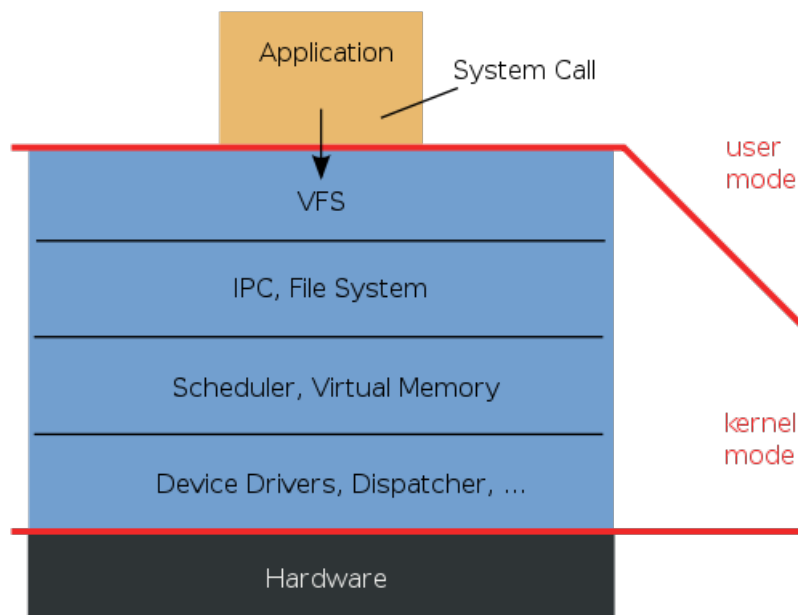 Application
System Call
user
mode
VFS
IPC, File System
Scheduler, Virtual Memory
kernel
mode
Device Drivers, Dispatcher, ...
Hardware